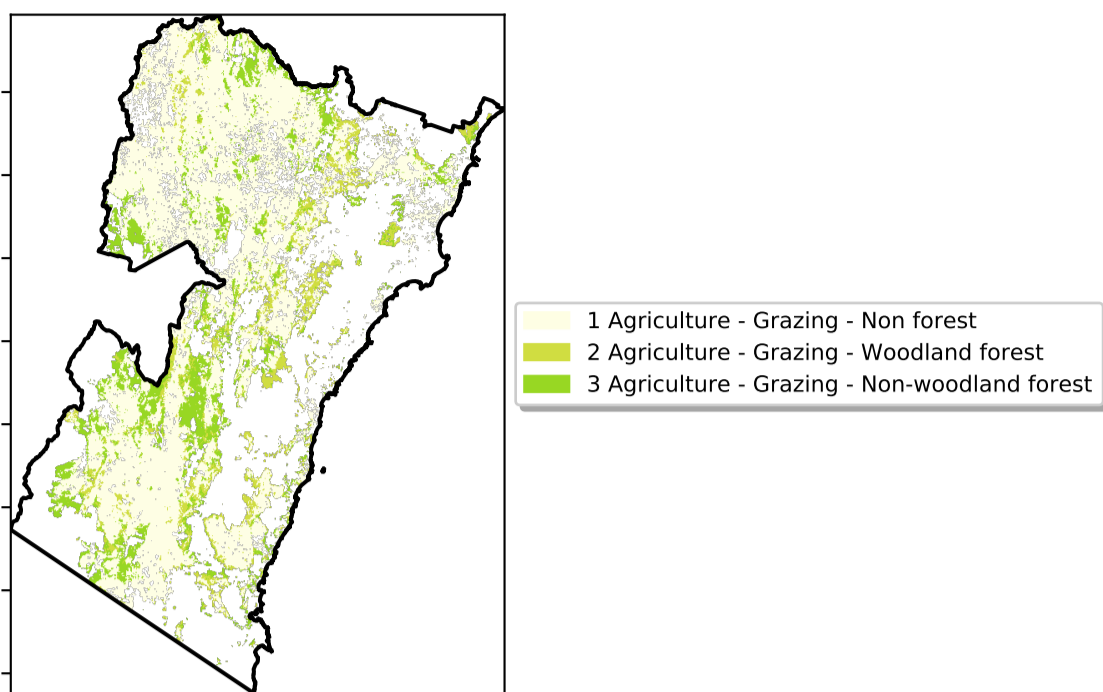 1 Agriculture - Grazing - Non forest
2 Agriculture - Grazing - Woodland forest
3 Agriculture - Grazing - Non-woodland forest